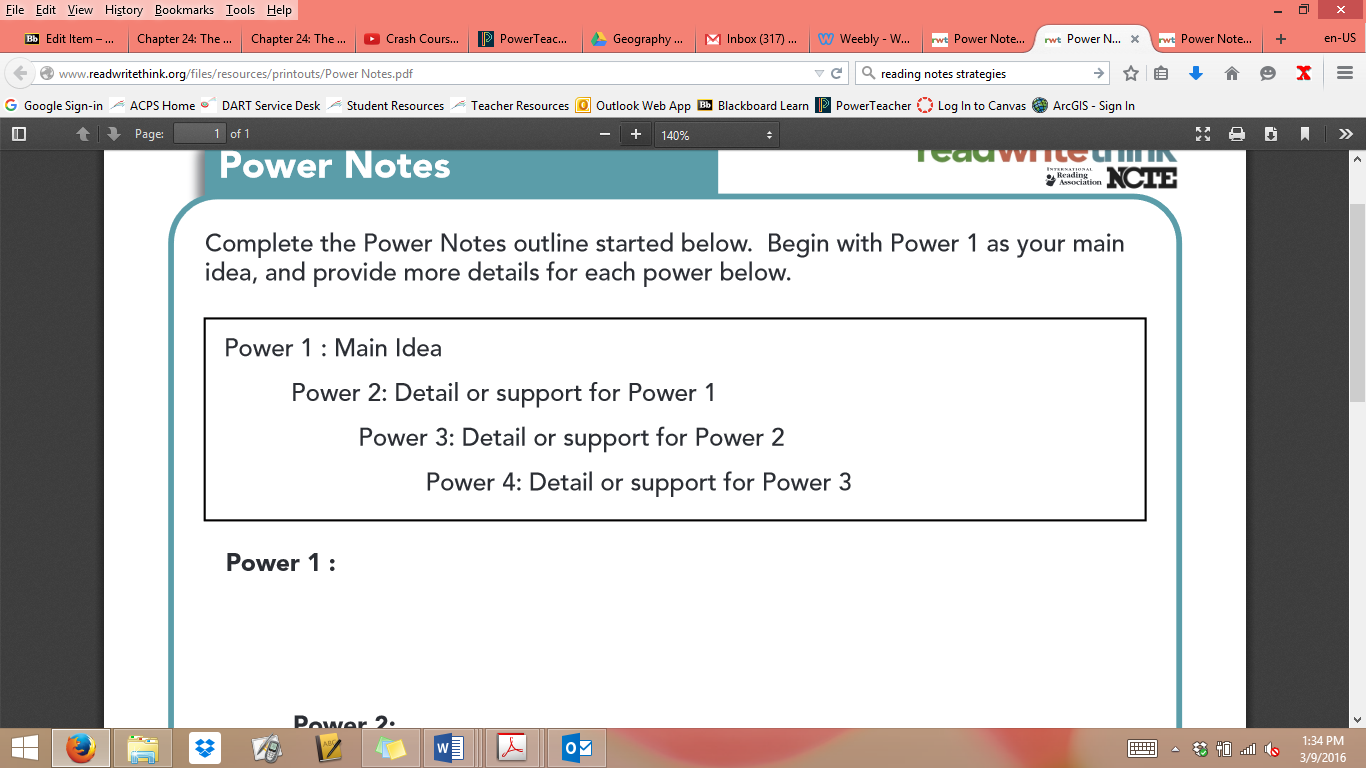 File Edit View History Bookmarks Tools Help
Bb Edit Item – ... Chapter 24: The ... Chapter 24: The ... Crash Cours... PowerTeac... Geography ... Inbox (317) ... Weebly - W... rwt Power Note... rwt Power N... rwt Power Note... en-US
www.readwritethink.org/files/resources/printouts/Power Notes.pdf reading notes strategies
Google Sign-in ACPS Home DART Service Desk Student Resources Teacher Resources Outlook Web App Bb Blackboard Learn PowerTeacher Log In to Canvas ArcGIS - Sign In
Page: 1 of 1 140%
Power Notes
readwritethink
INTERNATIONAL
Reading
Association
NCTE
Complete the Power Notes outline started below. Begin with Power 1 as your main
idea, and provide more details for each power below.
Power 1 : Main Idea
Power 2: Detail or support for Power 1
Power 3: Detail or support for Power 2
Power 4: Detail or support for Power 3
Power 1 :
Power 2:
1:34 PM
3/9/2016